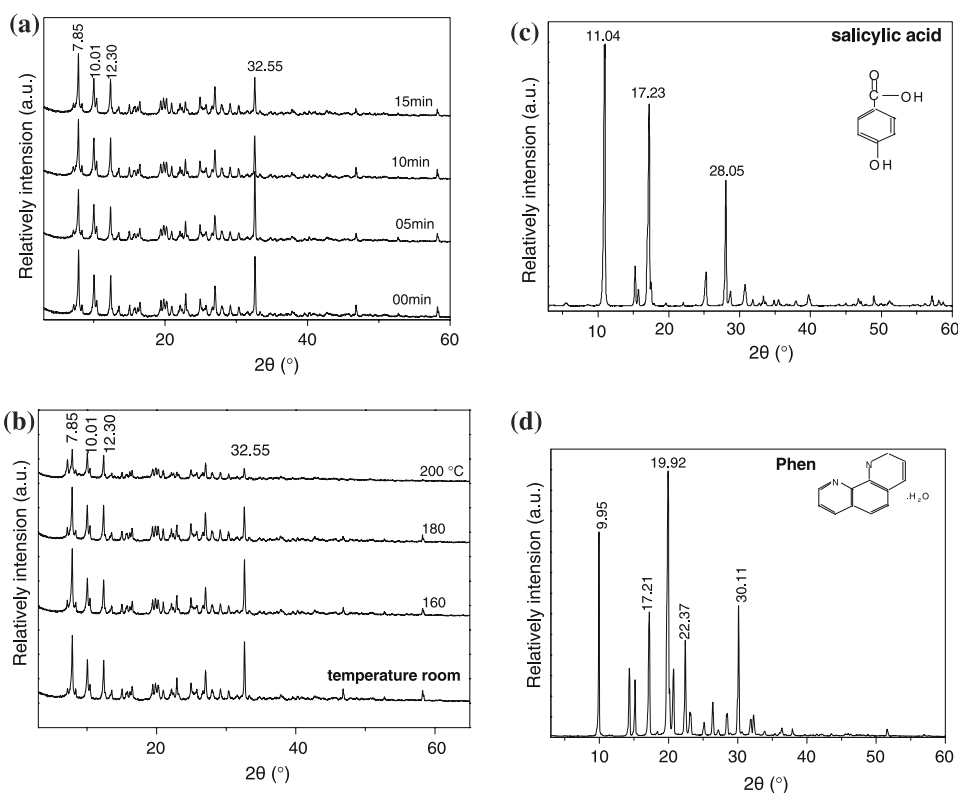 (a)
7.85
10.01
12.30
32.55
15min
10min
05min
00min
Relatively intension (a.u.)
20
40
60
2θ (°)
(b)
7.85
10.01
12.30
32.55
200 °C
180
160
temperature room
Relatively intension (a.u.)
20
40
60
2θ (°)
(c)
salicylic acid
11.04
17.23
28.05
O
C
OH
OH
Relatively intension (a.u.)
10
20
30
40
50
60
2θ (°)
(d)
Phen
9.95
17.21
19.92
22.37
30.11
N
N
.H₂O
Relatively intension (a.u.)
10
20
30
40
50
60
2θ (°)